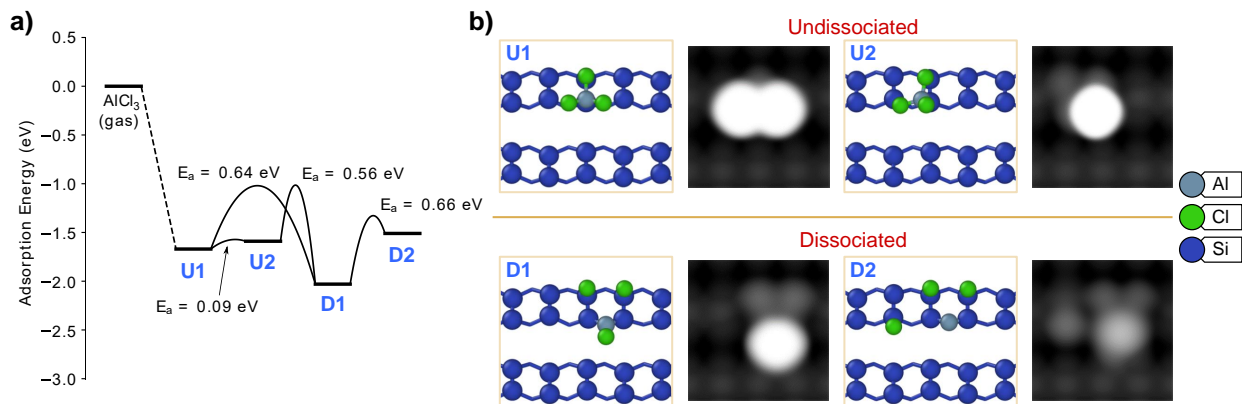 a)
0.5
0.0
−0.5
−1.0
−1.5
−2.0
−2.5
−3.0
Adsorption Energy (eV)
AlCl3
(gas)
Ea = 0.64 eV
Ea = 0.56 eV
Ea = 0.66 eV
U1
U2
D2
D1
Ea = 0.09 eV
b)
Undissociated
U1
U2
Al
Cl
Si
Dissociated
D1
D2